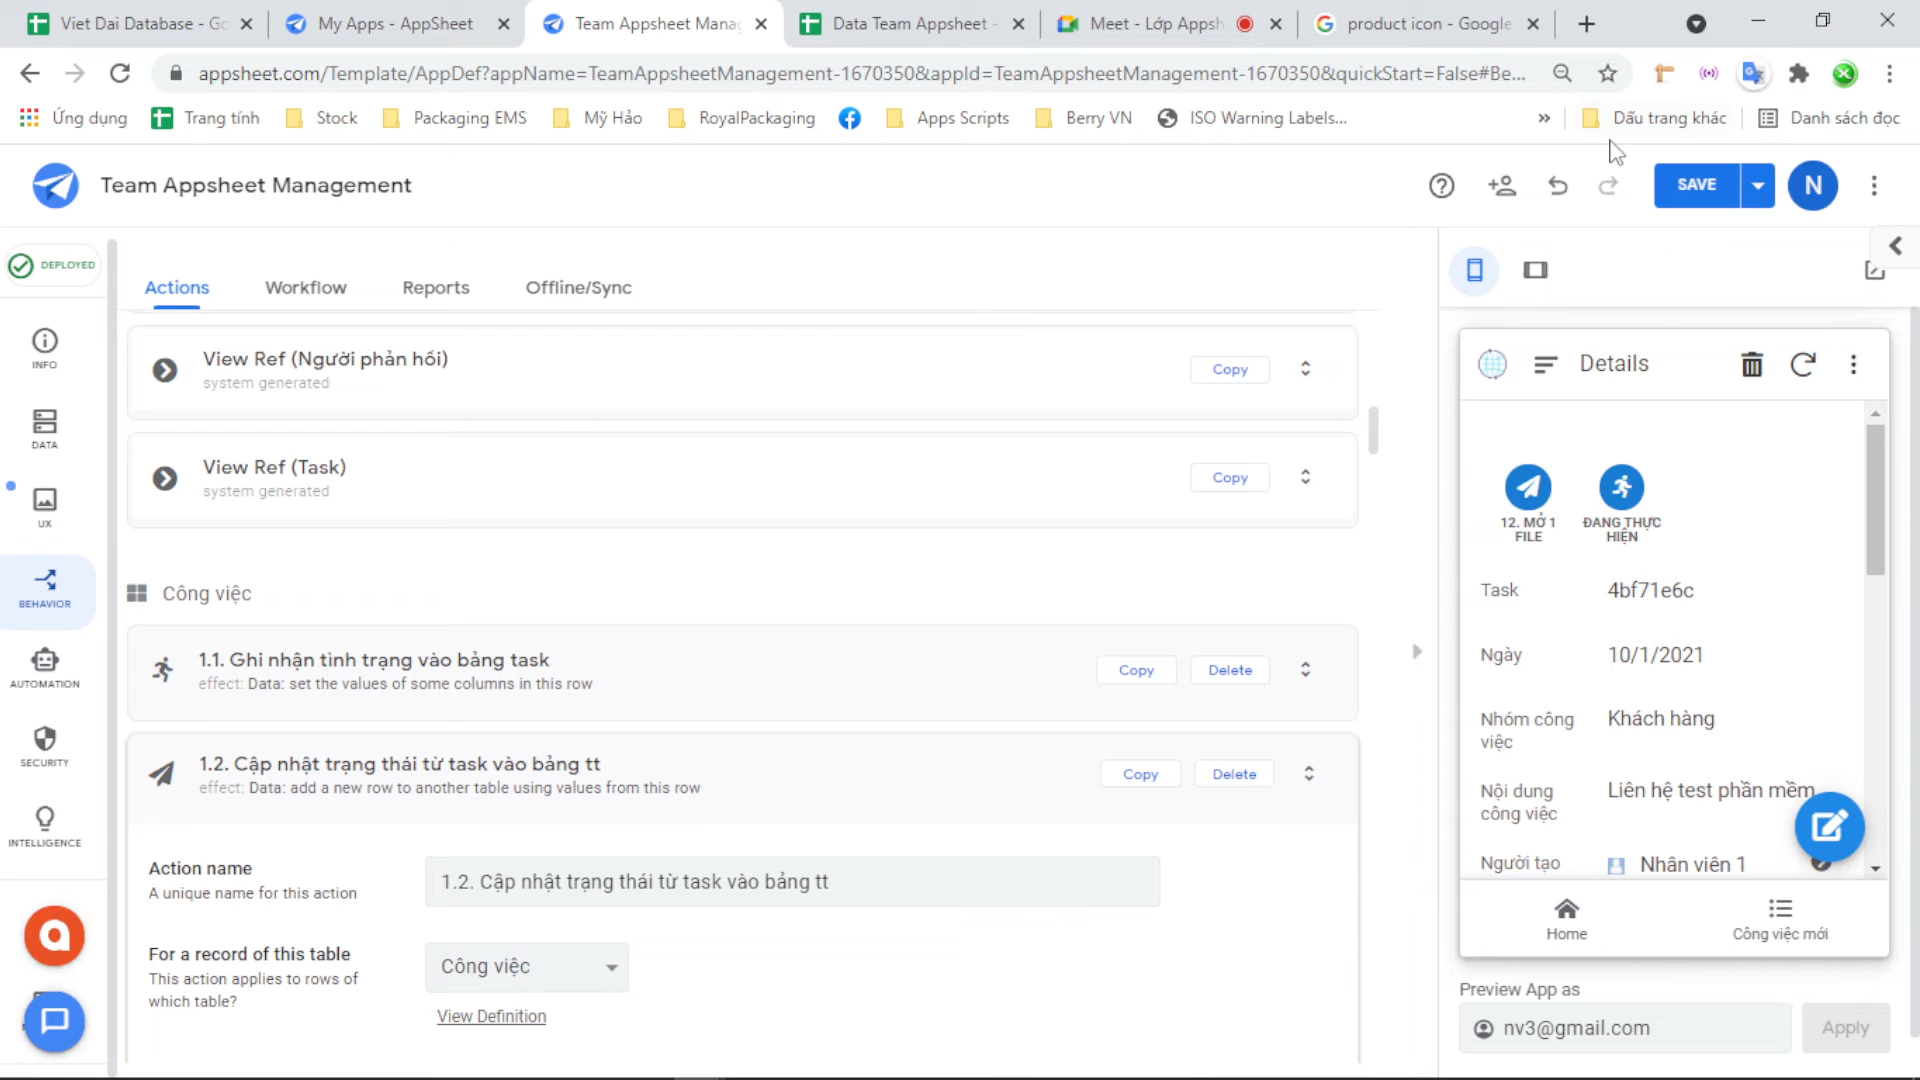 Viet Dai Database - Go
My Apps - AppSheet
Team Appsheet Manag
Data Team Appsheet -
Meet - Lớp Appsh
product icon - Google
appsheet.com/Template/AppDef?appName=TeamAppsheetManagement-1670350&appId=TeamAppsheetManagement-1670350&quickStart=False#Be...
Ứng dụng
Trang tính
Stock
Packaging EMS
Mỹ Hảo
RoyalPackaging
Apps Scripts
Berry VN
ISO Warning Labels...
»
Dấu trang khác
Danh sách đọc
Team Appsheet Management
SAVE
N
DEPLOYED
INFO
DATA
UX
BEHAVIOR
AUTOMATION
SECURITY
INTELLIGENCE
Actions
Workflow
Reports
Offline/Sync
View Ref (Người phản hồi)
system generated
Copy
View Ref (Task)
system generated
Copy
Công việc
1.1. Ghi nhận tình trạng vào bảng task
effect: Data: set the values of some columns in this row
Copy
Delete
1.2. Cập nhật trạng thái từ task vào bảng tt
effect: Data: add a new row to another table using values from this row
Copy
Delete
Action name
A unique name for this action
1.2. Cập nhật trạng thái từ task vào bảng tt
For a record of this table
This action applies to rows of
which table?
Công việc
View Definition
Details
12. MỞ 1
FILE
ĐANG THỰC
HIỆN
Task
4bf71e6c
Ngày
10/1/2021
Nhóm công
việc
Khách hàng
Nội dung
công việc
Liên hệ test phần mềm
Người tạo
Nhân viên 1
Home
Công việc mới
Preview App as
nv3@gmail.com
Apply